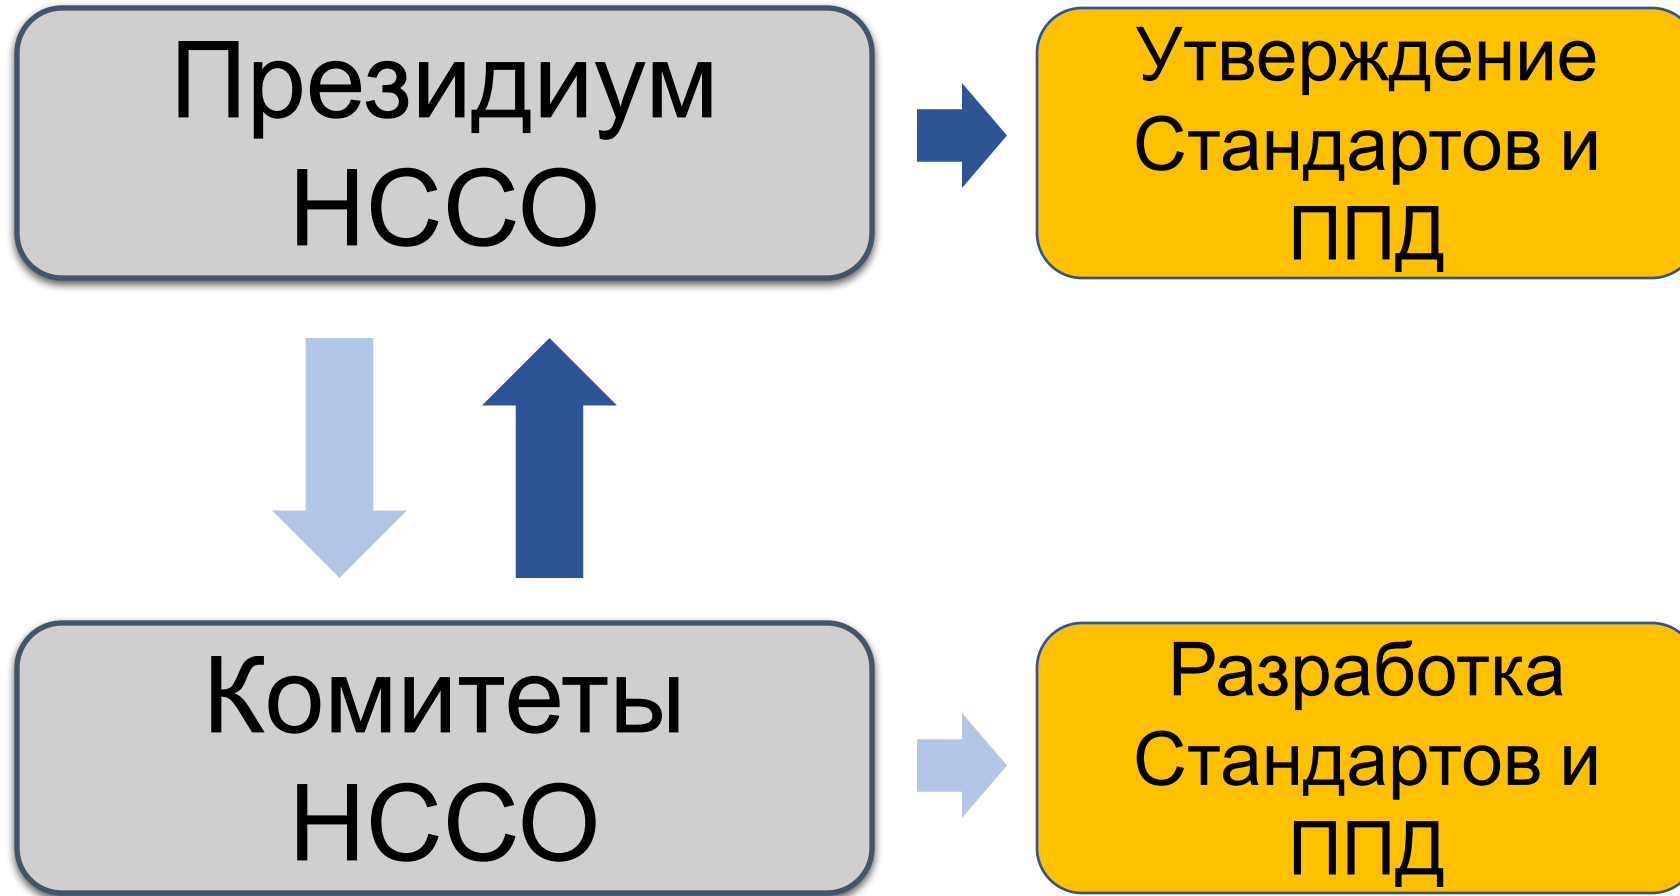 Президиум
НССО
Утверждение
Стандартов и
ППД
Комитеты
НССО
Разработка
Стандартов и
ППД